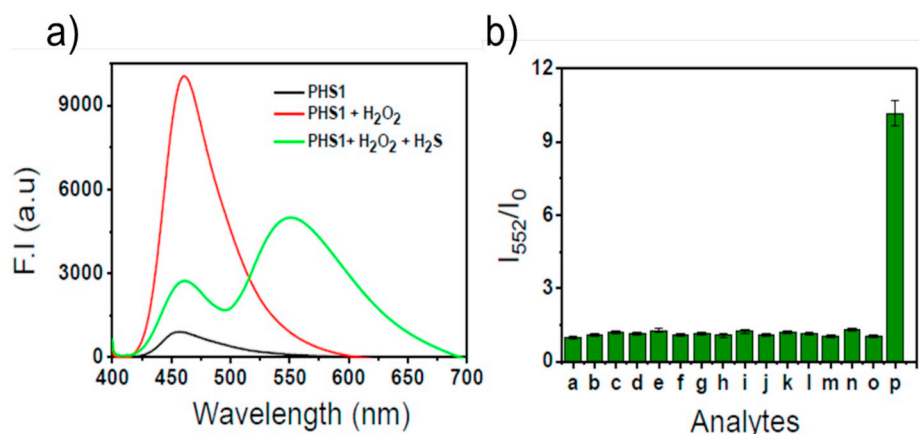 a)
PHS1
PHS1 + H₂O₂
PHS1+ H₂O₂ + H₂S
9000
6000
3000
0
F.I (a.u)
400 450 500 550 600 650 700
Wavelength (nm)
b)
12
9
6
3
0
I₅₅₂/I₀
a b c d e f g h i j k l m n o p
Analytes